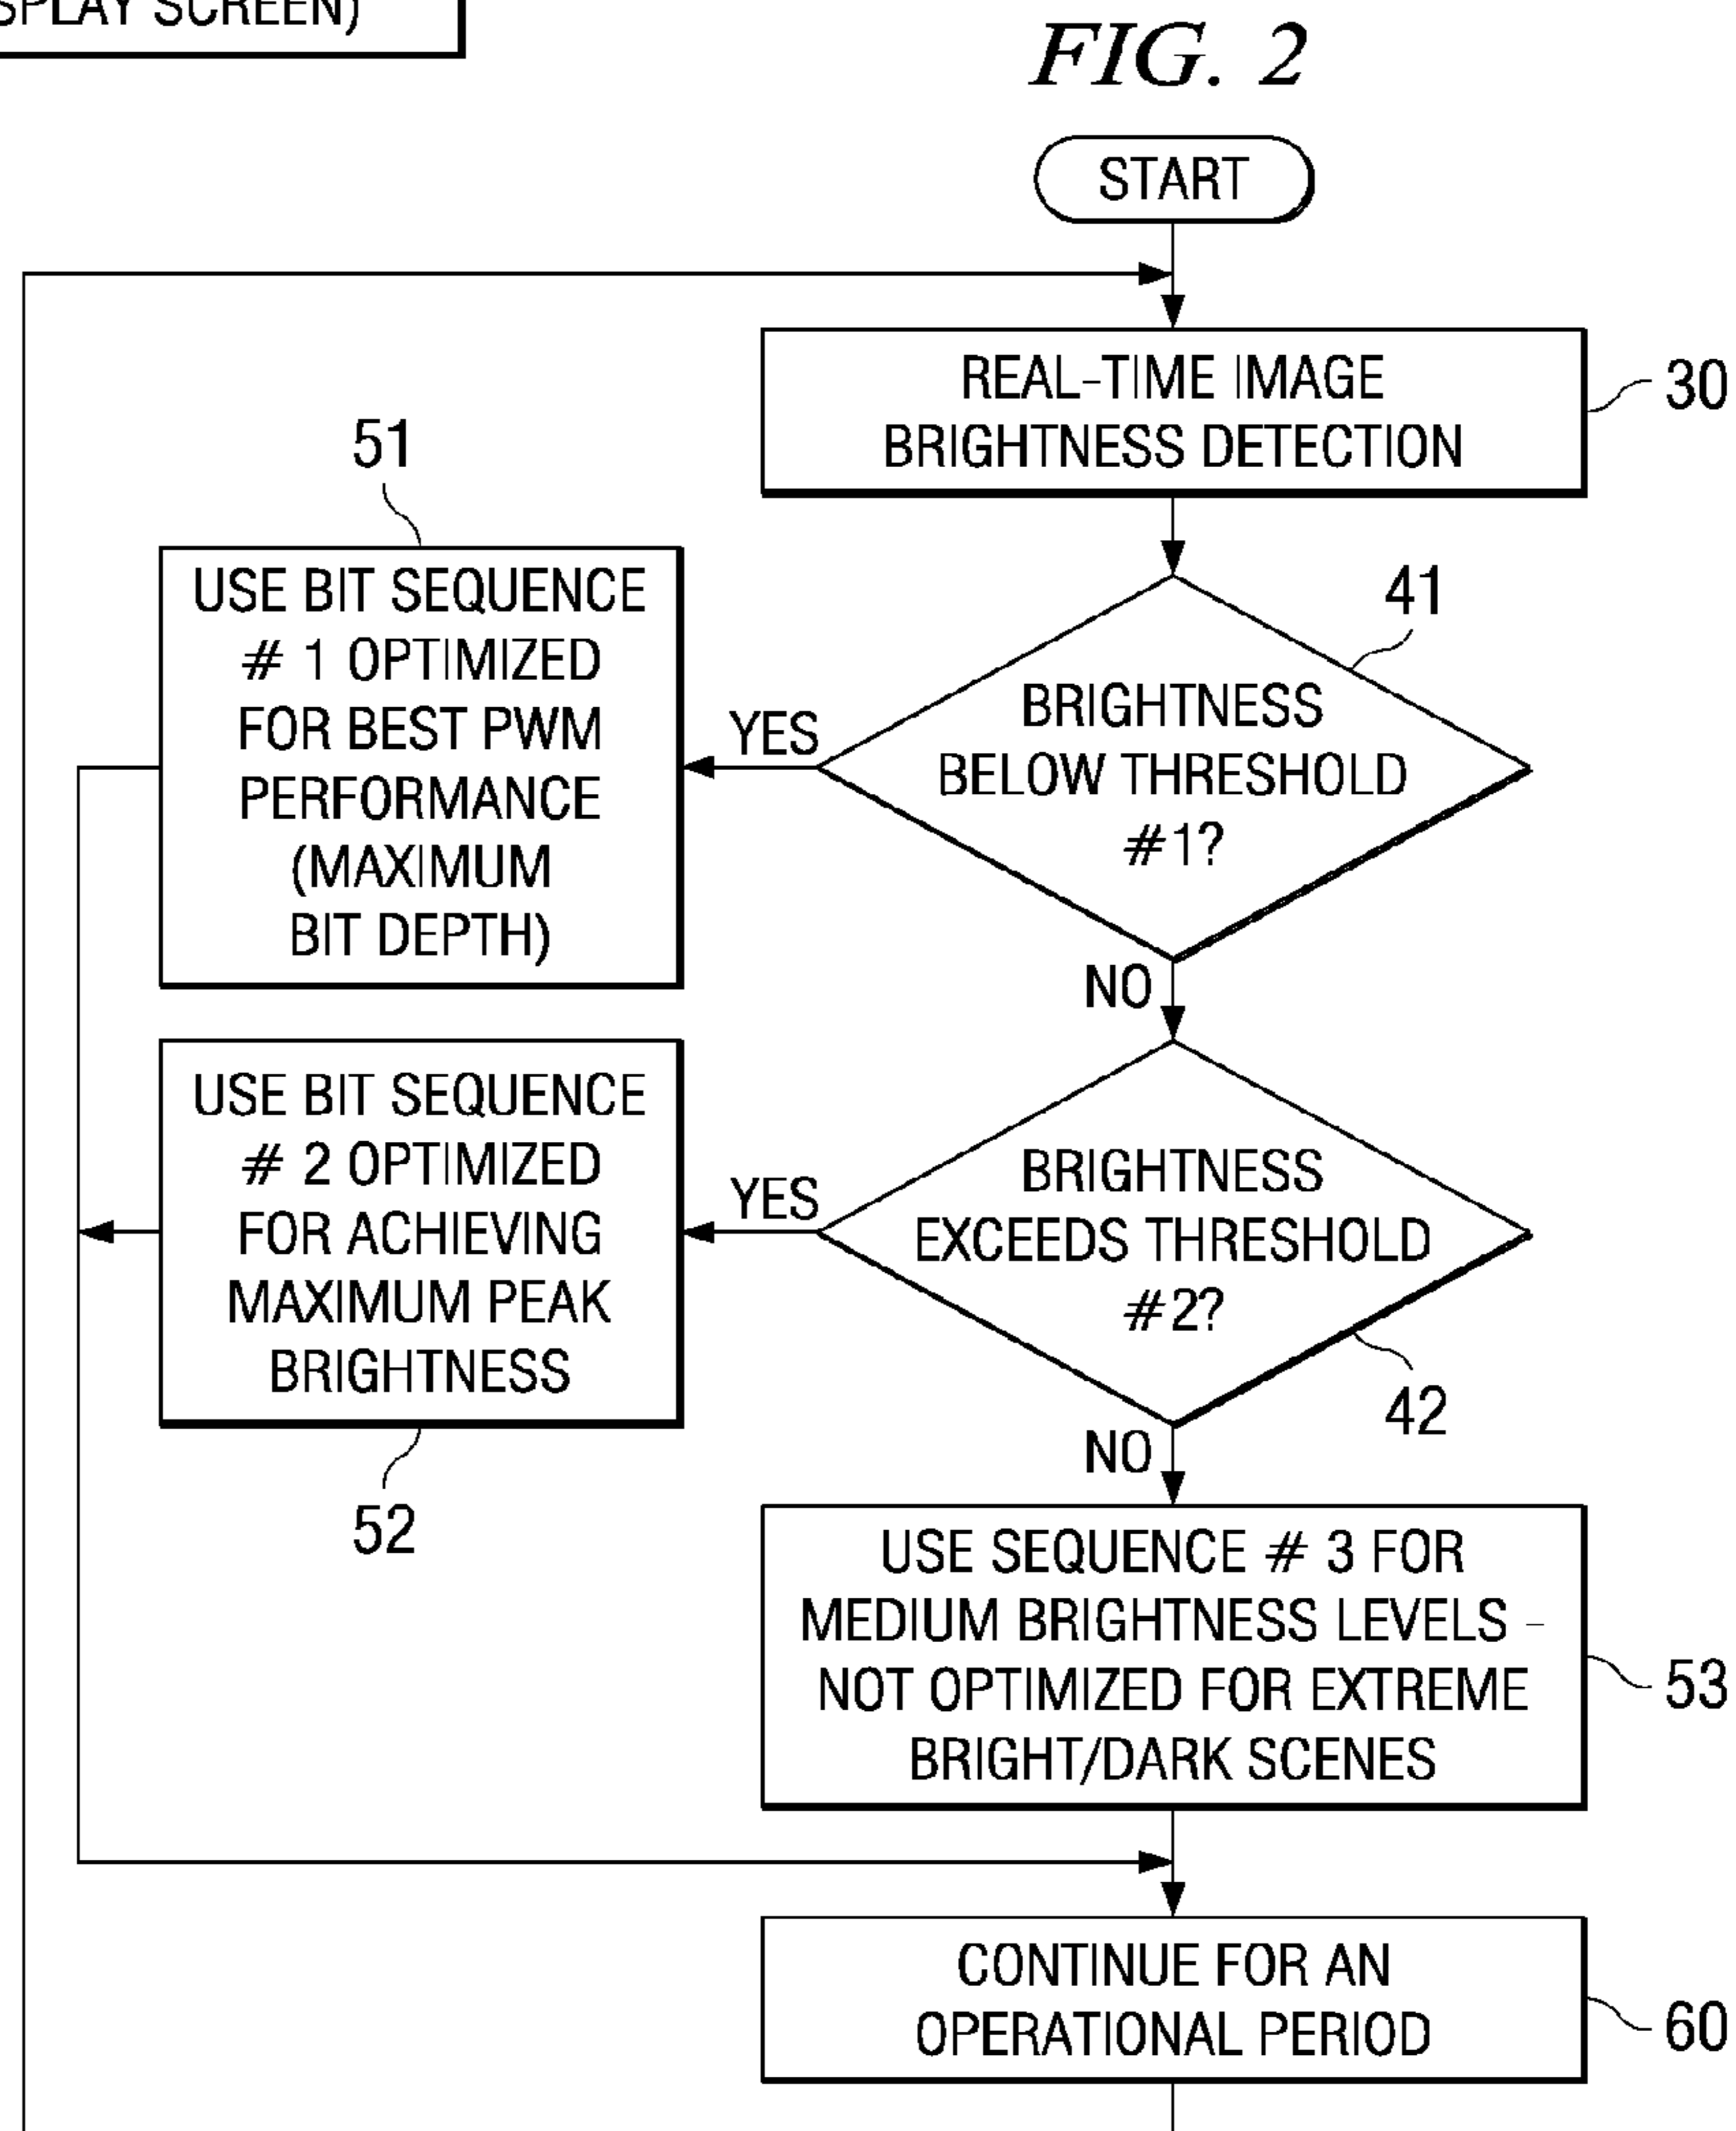 SCREEN)
FIG. 2
START
REAL-TIME IMAGE
BRIGHTNESS DETECTION
30
51
USE BIT SEQUENCE
# 1 OPTIMIZED
FOR BEST PWM
PERFORMANCE
(MAXIMUM
BIT DEPTH)
YES
41
BRIGHTNESS
BELOW THRESHOLD
#1?
NO
USE BIT SEQUENCE
# 2 OPTIMIZED
FOR ACHIEVING
MAXIMUM PEAK
BRIGHTNESS
52
YES
BRIGHTNESS
EXCEEDS THRESHOLD
#2?
42
NO
USE SEQUENCE # 3 FOR
MEDIUM BRIGHTNESS LEVELS -
NOT OPTIMIZED FOR EXTREME
BRIGHT/DARK SCENES
53
CONTINUE FOR AN
OPERATIONAL PERIOD
60